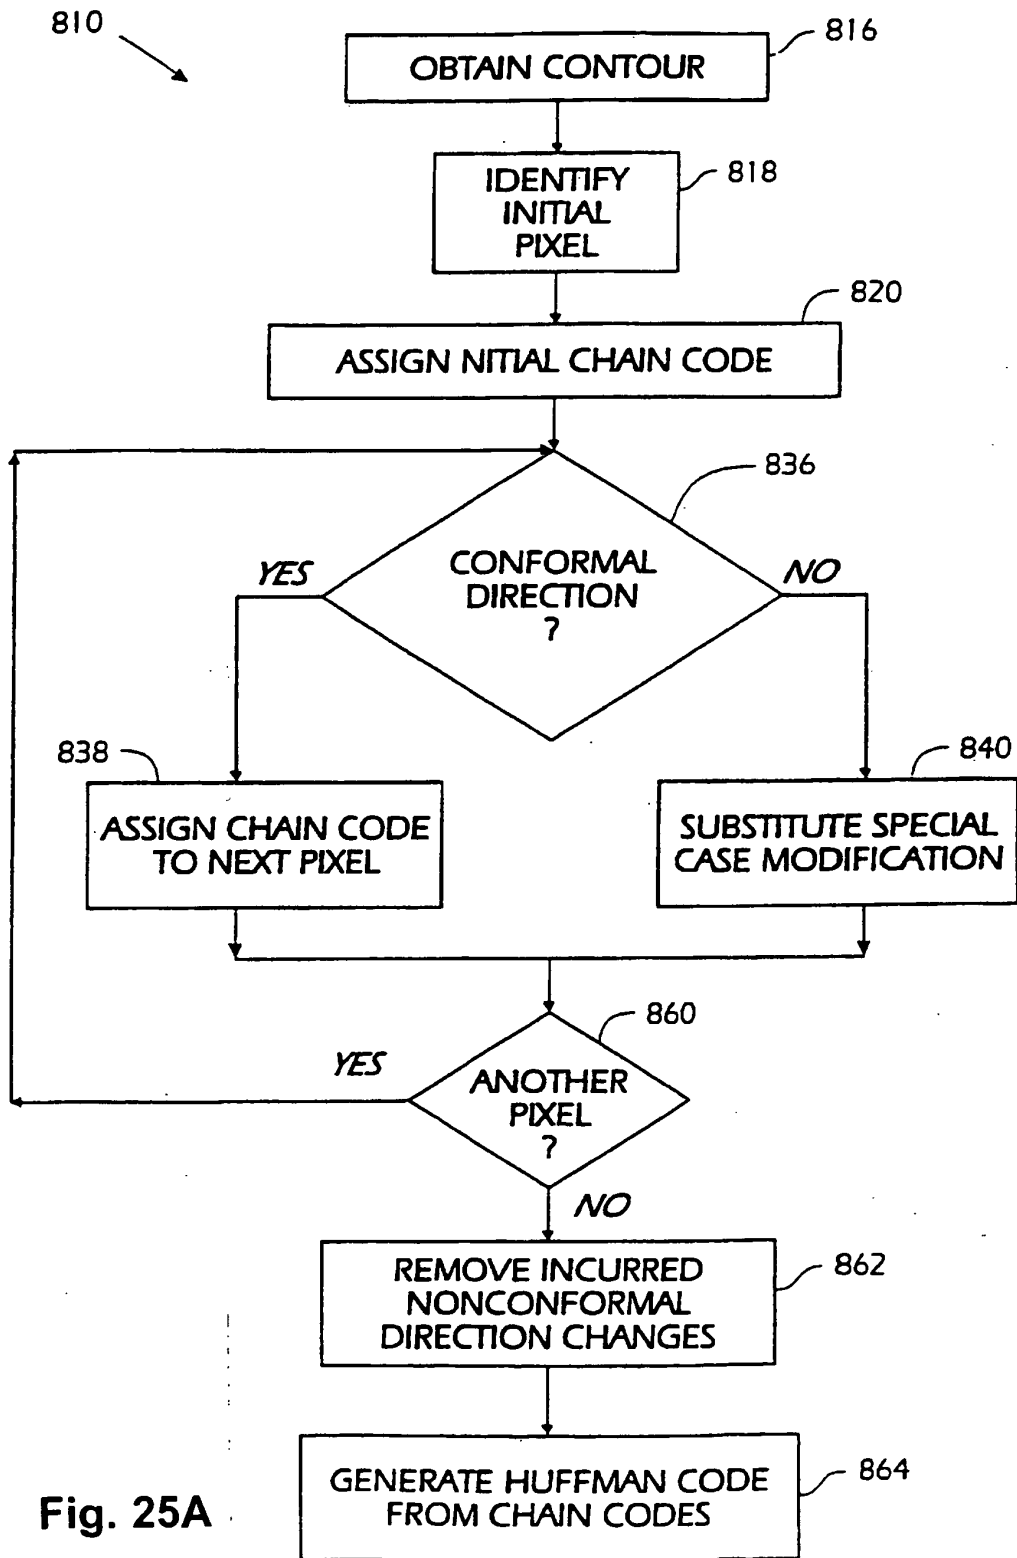 810
816
OBTAIN CONTOUR
IDENTIFY
INITIAL
PIXEL
818
820
ASSIGN NITIAL CHAIN CODE
836
CONFORMAL
DIRECTION
?
YES
NO
838
ASSIGN CHAIN CODE
TO NEXT PIXEL
840
SUBSTITUTE SPECIAL
CASE MODIFICATION
860
ANOTHER
PIXEL
?
YES
NO
REMOVE INCURRED
NONCONFORMAL
DIRECTION CHANGES
862
GENERATE HUFFMAN CODE
FROM CHAIN CODES
864
Fig. 25A